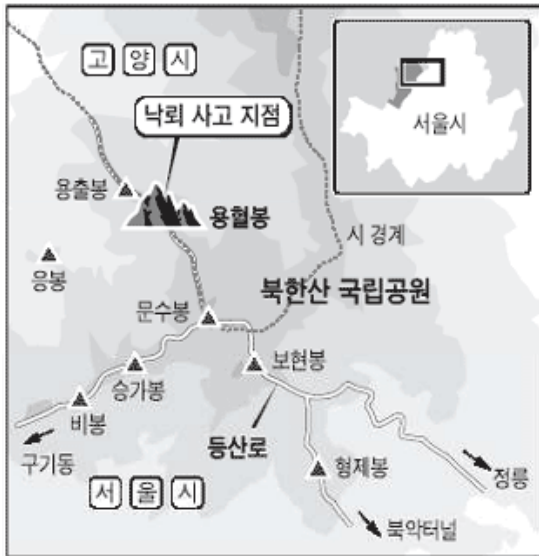 고양시
낙뢰 사고 지점
서울시
용출봉
용혈봉
시 경계
응봉
북한산 국립공원
문수봉
보현봉
승가봉
비봉
등산로
구기동
형제봉
정릉
서울시
북악터널